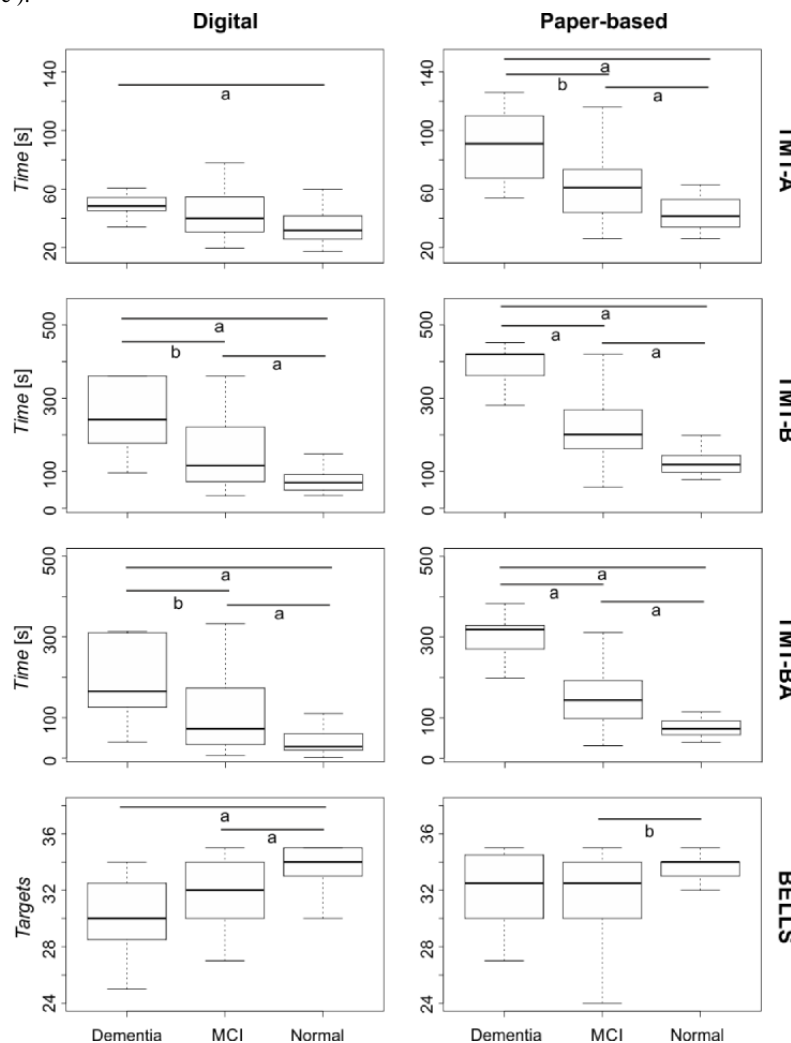 Digital Paper-based
Time [s]
140
100
60
20
a
140
100
60
20
a
b
a
TMT-A
Time [s]
500
300
100
0
a
b
a
500
300
100
0
a
a
a
TMT-B
Time [s]
500
300
100
0
a
b
a
500
300
100
0
a
a
a
TMT-BA
Targets
36
32
28
24
a
a
36
32
28
24
b
BELLS
Dementia MCI Normal Dementia MCI Normal